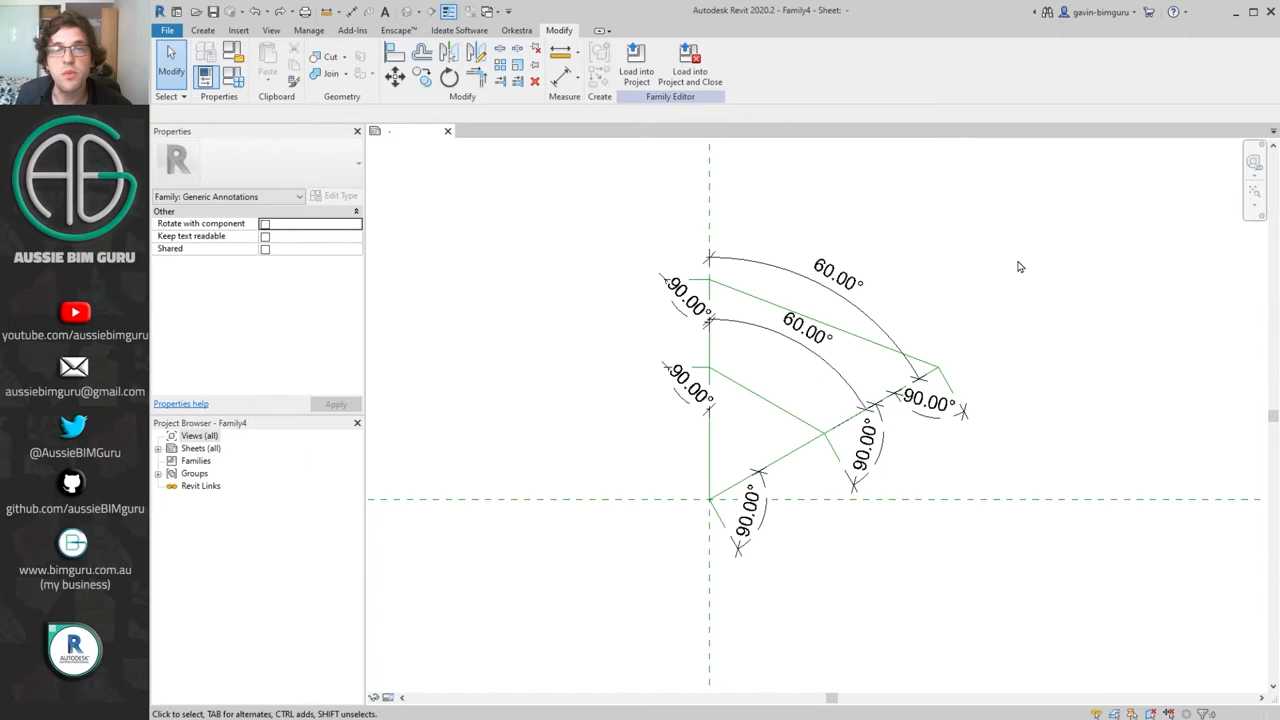 Autodesk Revit 2020.2 - Family4 - Sheet: -
gavin-bimguru
File Create Insert View Manage Add-Ins Enscape™ Ideate Software Orkestra Modify
Modify
Select
Properties
Paste
Clipboard
Cut
Join
Geometry
Modify
Measure
Create
Load into
Project
Load into
Project and Close
Family Editor
Properties
R
Family: Generic Annotations
Edit Type
Other
Rotate with component
Keep text readable
Shared
Properties help
Apply
Project Browser - Family4
Views (all)
Sheets (all)
Families
Groups
Revit Links
-
60.00°
90.00°
60.00°
90.00°
90.00°
90.00°
90.00°
AUSSIE BIM GURU
youtube.com/aussiebimguru
aussiebimguru@gmail.com
@AussieBIMGuru
github.com/aussieBIMguru
www.bimguru.com.au
(my business)
R
Click to select, TAB for alternates, CTRL adds, SHIFT unselects.
:0